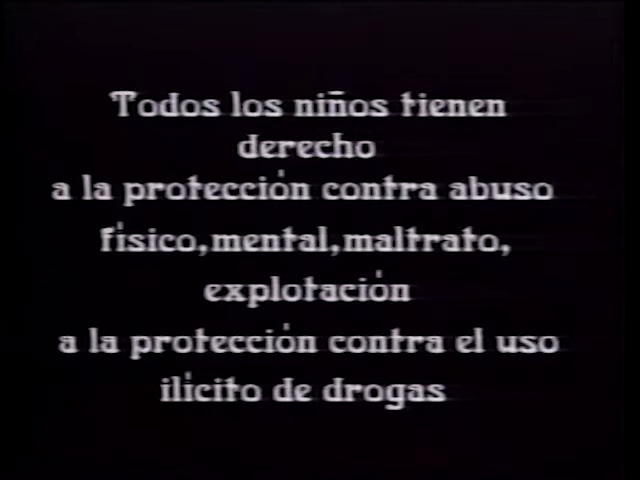 Todos los niños tienen
derecho
a la protección contra abuso
físico,mental,maltrato,
explotación
a la protección contra el uso
ilícito de drogas